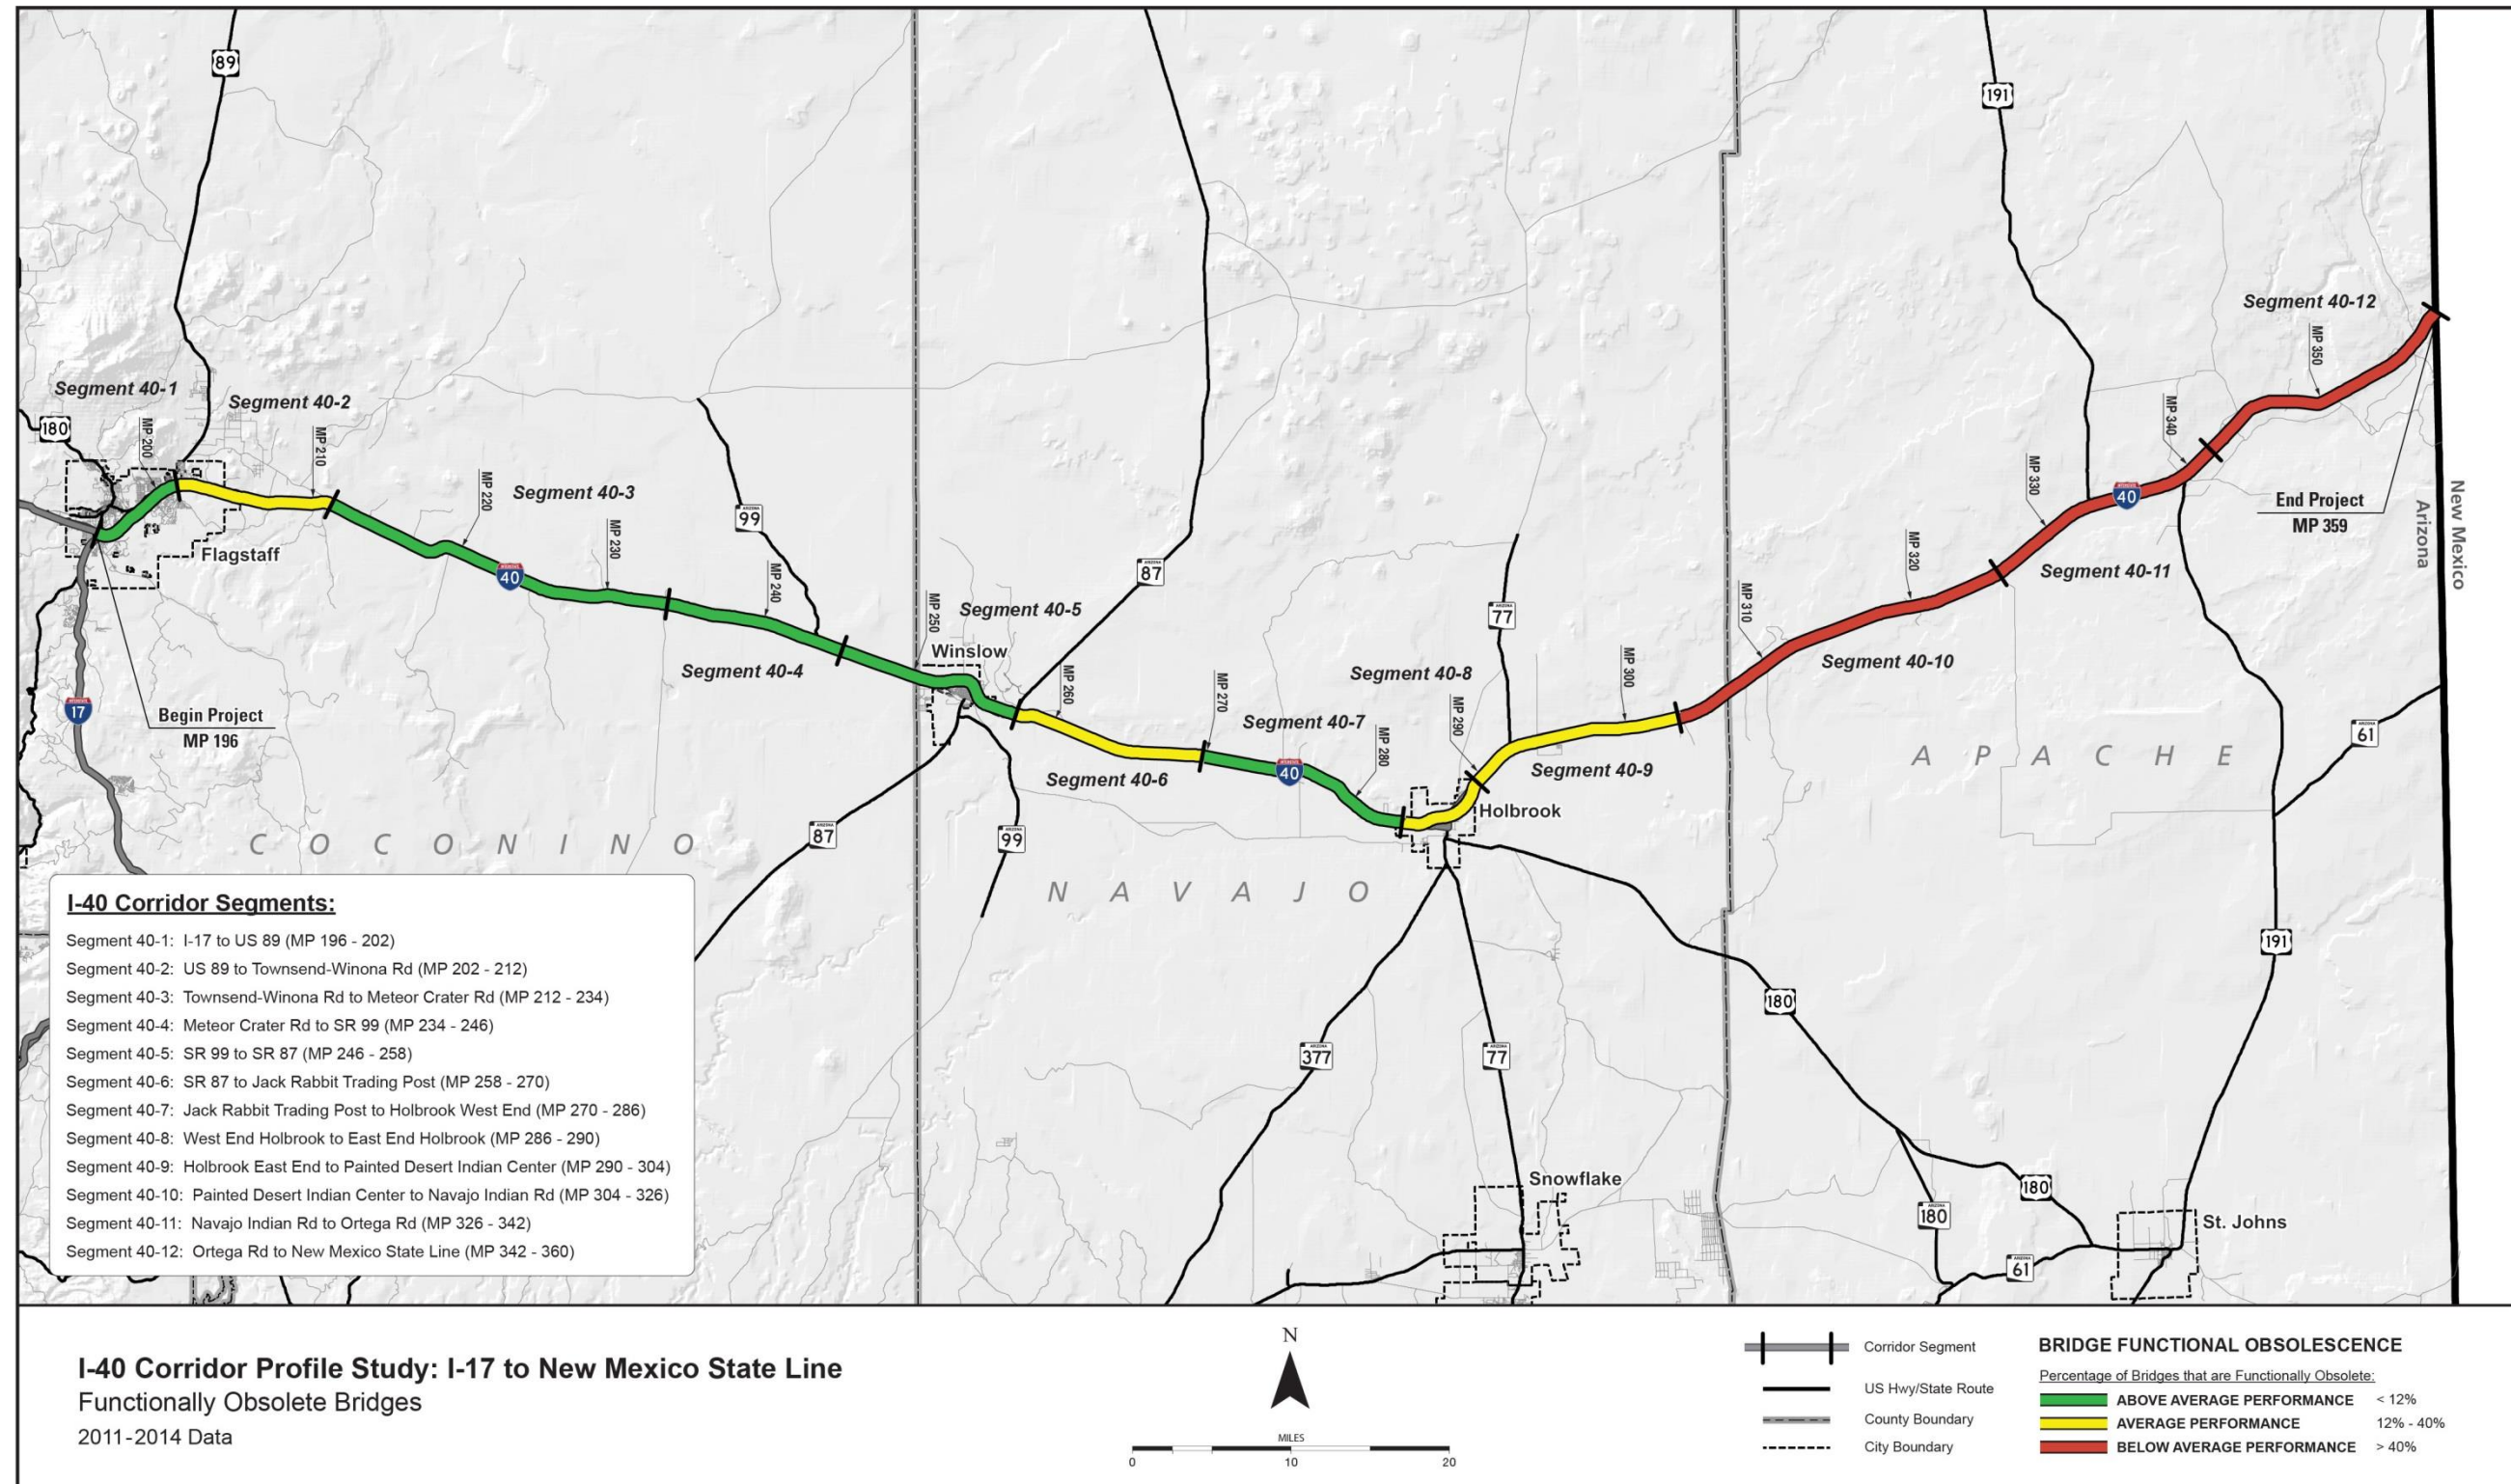 89
191
Segment 40-12
MP 350
Segment 40-1
Segment 40-2
180
MP 200
MP 210
MP 340
MP 220
Segment 40-3
MP 330
40
End Project
MP 359
Arizona
New Mexico
99
MP 230
Flagstaff
40
MP 240
MP 320
87
Segment 40-11
MP 250
Segment 40-5
77
MP 310
Winslow
Segment 40-4
MP 260
Segment 40-8
MP 300
Segment 40-10
17
Begin Project
MP 196
MP 270
Segment 40-7
MP 280
MP 290
61
Segment 40-6
40
Segment 40-9
APACHE
Holbrook
COCONINO
87
99
NAVAJO
191
180
377
77
Snowflake
180
180
St. Johns
61
I-40 Corridor Segments:
Segment 40-1: I-17 to US 89 (MP 196 - 202)
Segment 40-2: US 89 to Townsend-Winona Rd (MP 202 - 212)
Segment 40-3: Townsend-Winona Rd to Meteor Crater Rd (MP 212 - 234)
Segment 40-4: Meteor Crater Rd to SR 99 (MP 234 - 246)
Segment 40-5: SR 99 to SR 87 (MP 246 - 258)
Segment 40-6: SR 87 to Jack Rabbit Trading Post (MP 258 - 270)
Segment 40-7: Jack Rabbit Trading Post to Holbrook West End (MP 270 - 286)
Segment 40-8: West End Holbrook to East End Holbrook (MP 286 - 290)
Segment 40-9: Holbrook East End to Painted Desert Indian Center (MP 290 - 304)
Segment 40-10: Painted Desert Indian Center to Navajo Indian Rd (MP 304 - 326)
Segment 40-11: Navajo Indian Rd to Ortega Rd (MP 326 - 342)
Segment 40-12: Ortega Rd to New Mexico State Line (MP 342 - 360)
I-40 Corridor Profile Study: I-17 to New Mexico State Line
Functionally Obsolete Bridges
2011-2014 Data
N
MILES
0 10 20
Corridor Segment
US Hwy/State Route
County Boundary
City Boundary
BRIDGE FUNCTIONAL OBSOLESCENCE
Percentage of Bridges that are Functionally Obsolete:
ABOVE AVERAGE PERFORMANCE < 12%
AVERAGE PERFORMANCE 12% - 40%
BELOW AVERAGE PERFORMANCE > 40%